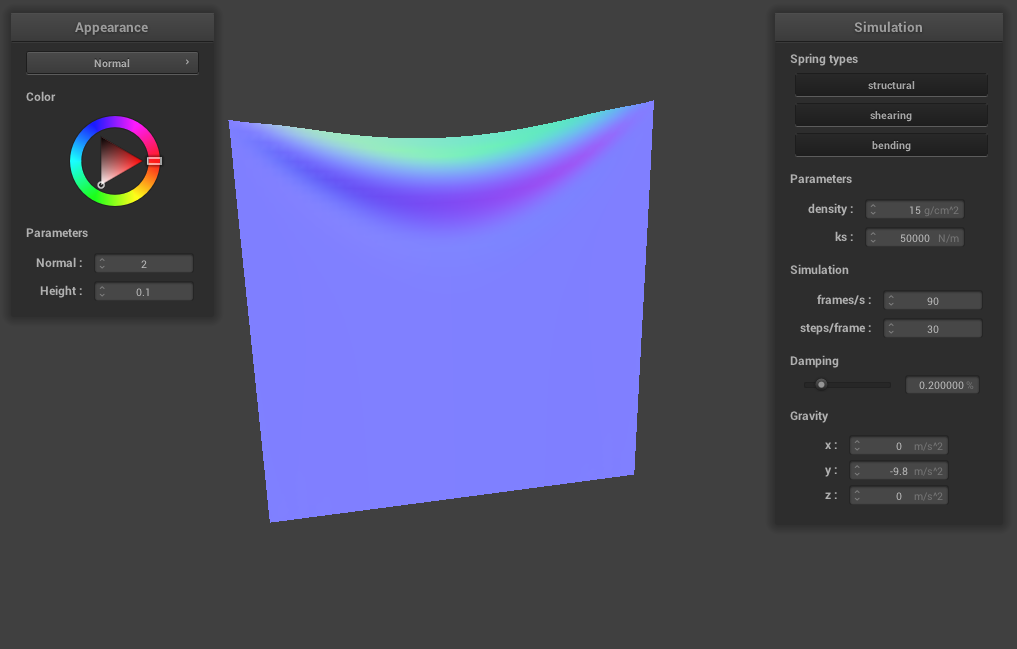 Appearance
Normal
Color
Parameters
Normal : 2
Height : 0.1
Simulation
Spring types
structural
shearing
bending
Parameters
density : 15 g/cm^2
ks : 50000 N/m
Simulation
frames/s : 90
steps/frame : 30
Damping
0.200000 %
Gravity
x : 0 m/s^2
y : -9.8 m/s^2
z : 0 m/s^2